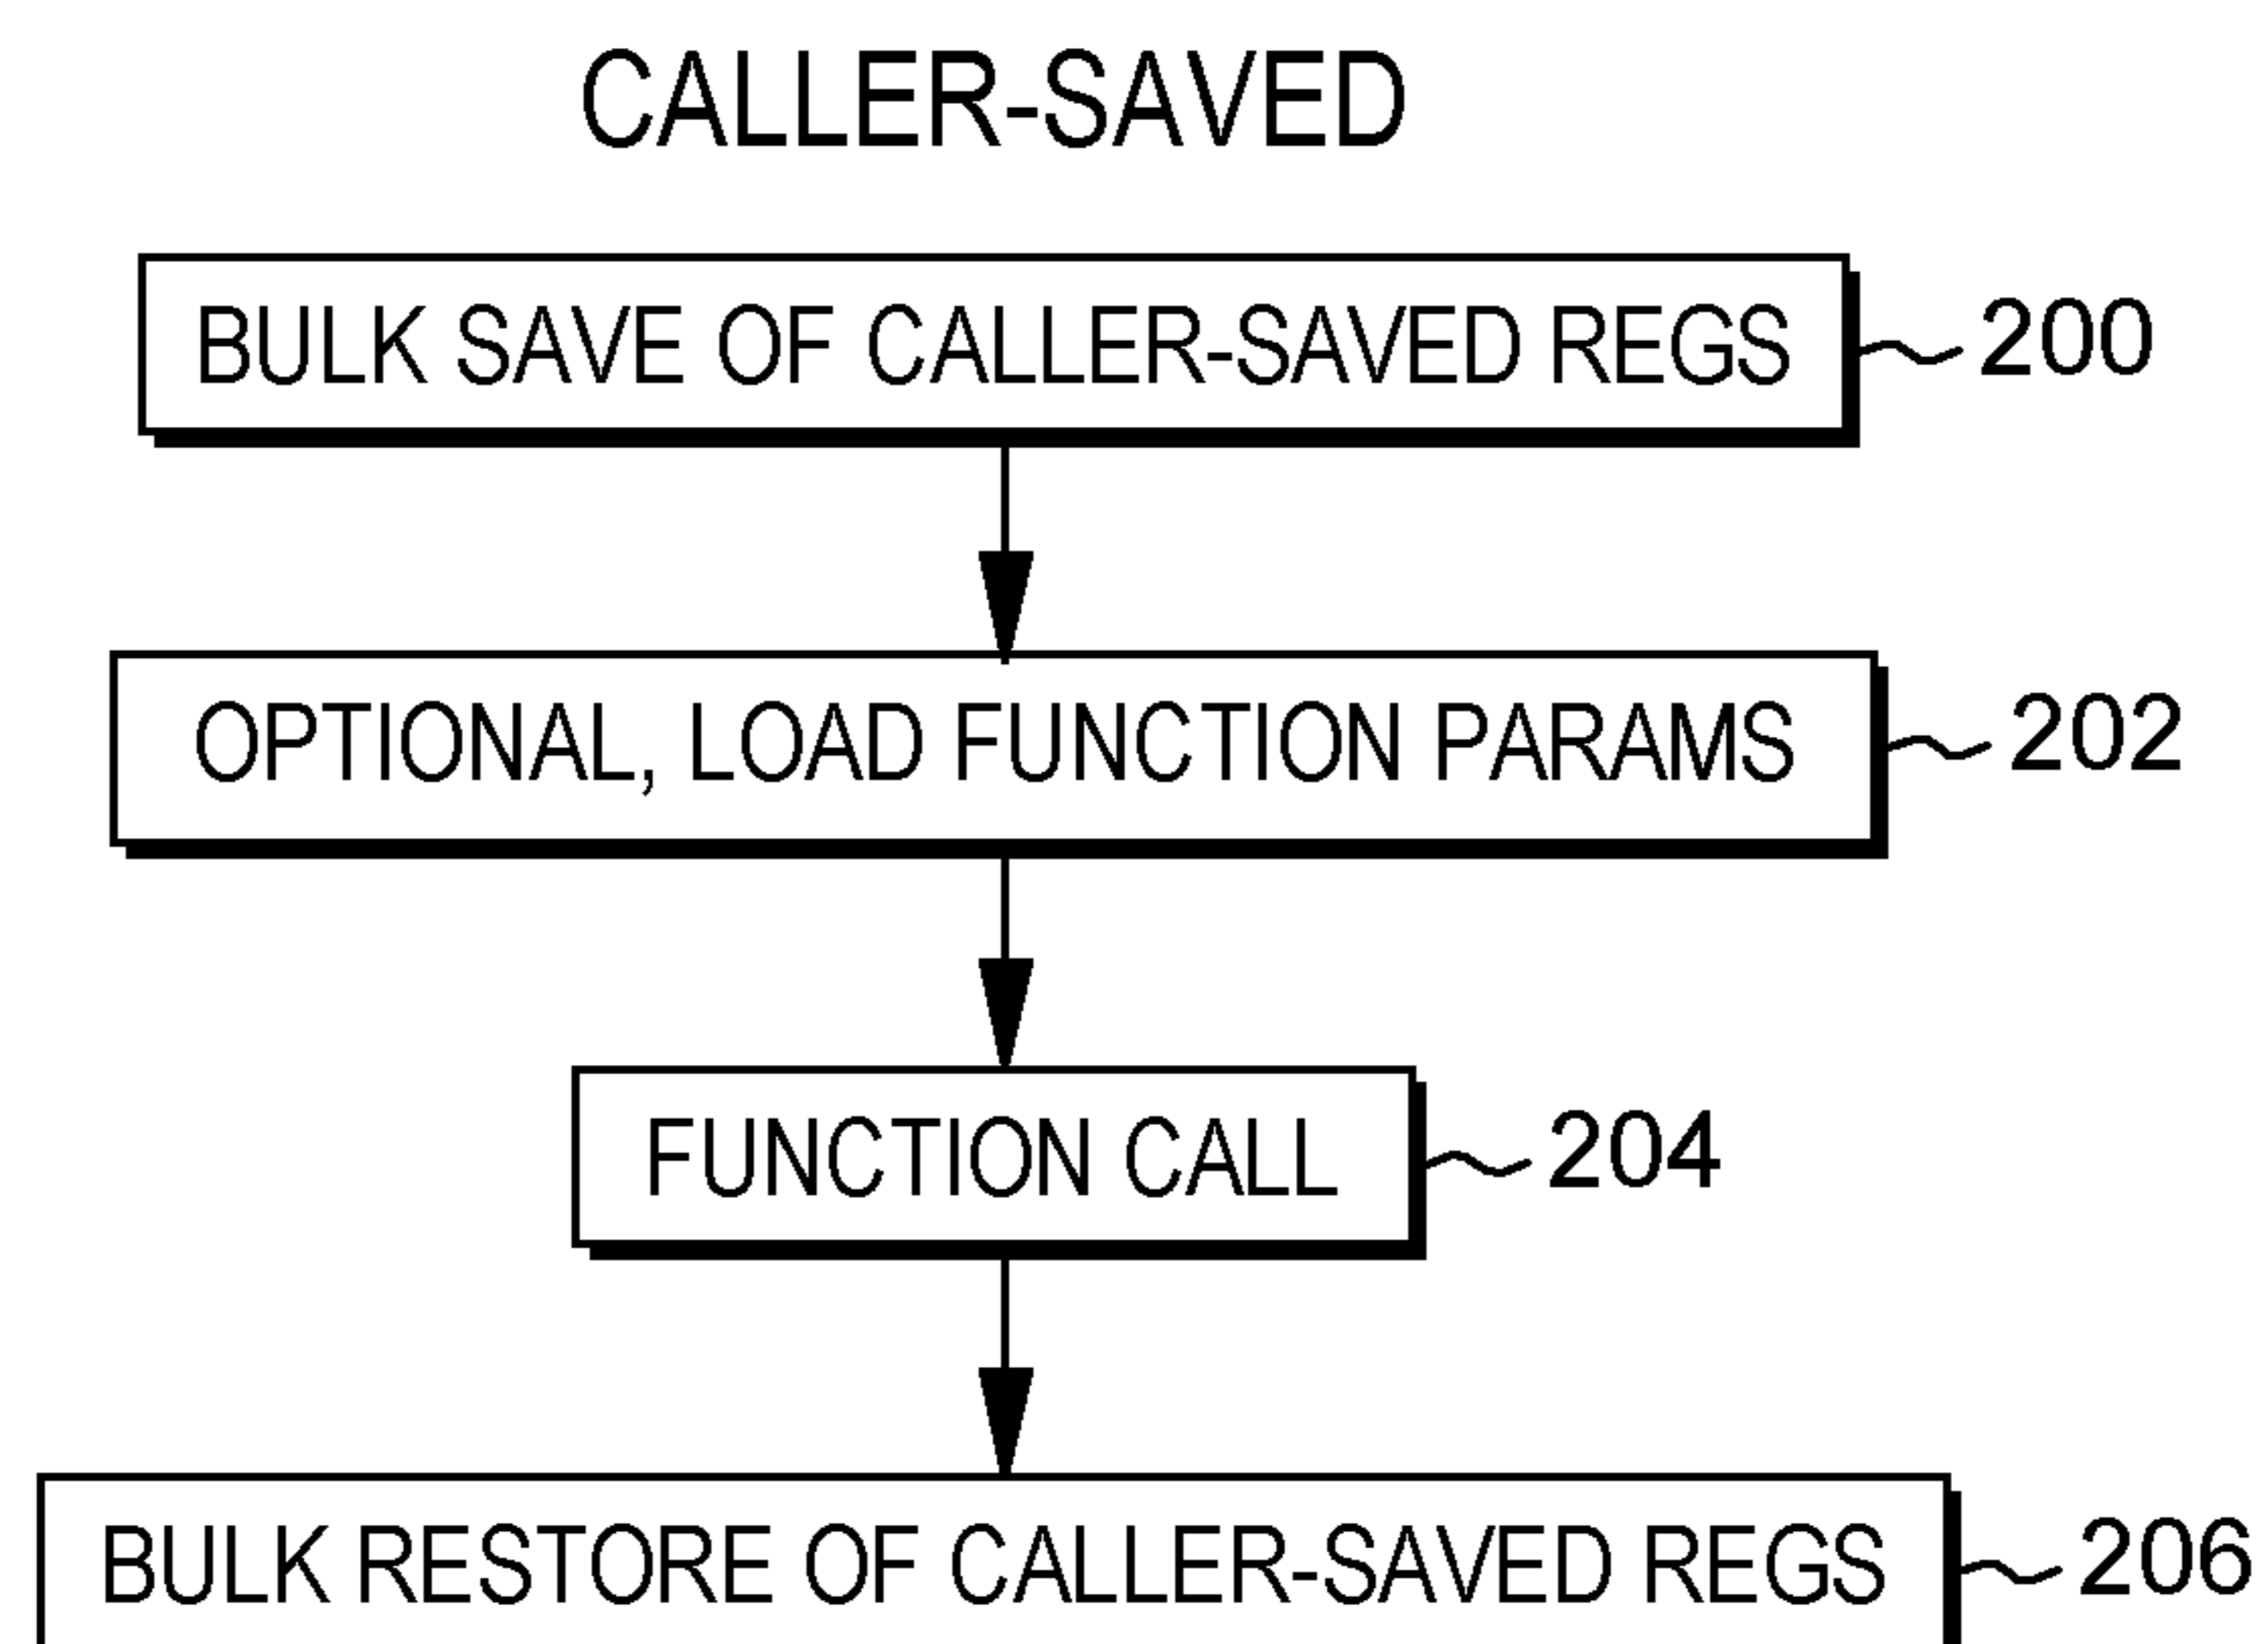 CALLER-SAVED
BULK SAVE OF CALLER-SAVED REGS 200
OPTIONAL, LOAD FUNCTION PARAMS 202
FUNCTION CALL 204
BULK RESTORE OF CALLER-SAVED REGS 206